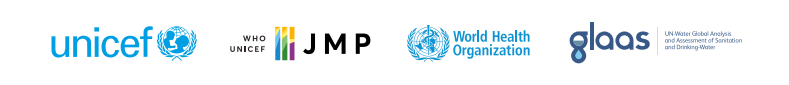 unicef
WHO
UNICEF
JMP
World Health
Organization
glaas
UN-Water Global Analysis
and Assessment of Sanitation
and Drinking-Water